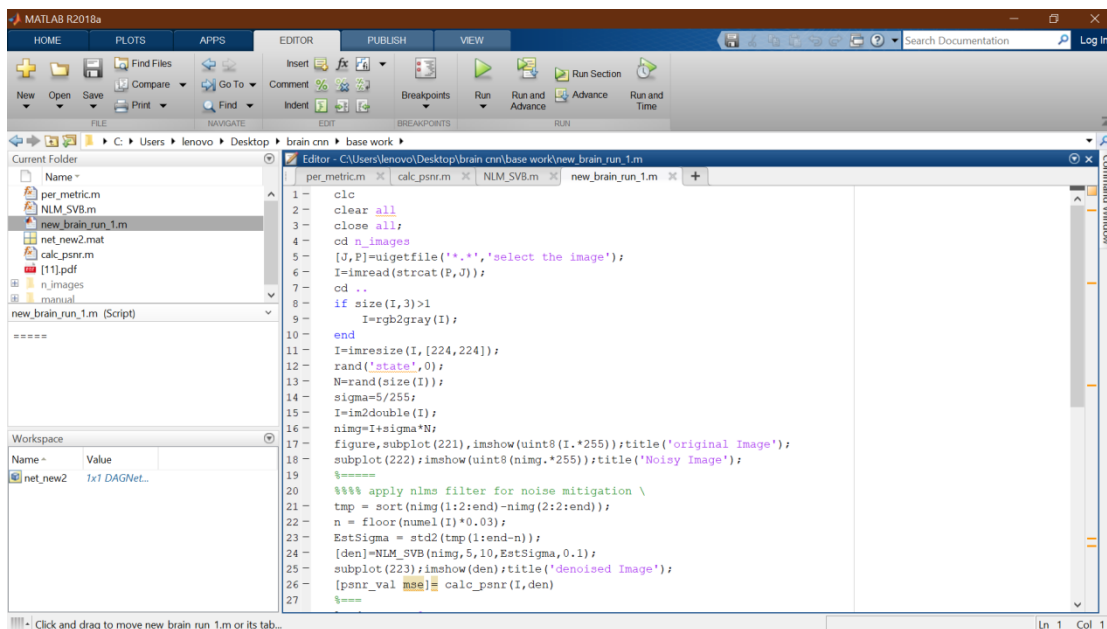 MATLAB R2018a
HOME PLOTS APPS EDITOR PUBLISH VIEW Search Documentation Log In
Find Files Insert fx
New Open Save Compare Go To Comment Breakpoints Run Run and Advance Run Section Advance Run and Time
Print Find Indent
FILE NAVIGATE EDIT BREAKPOINTS RUN
C: Users lenovo Desktop brain cnn base work
Current Folder
Name
per_metric.m
NLM_SVB.m
new_brain_run_1.m
net_new2.mat
calc_psnr.m
[11].pdf
n_images
manual
new_brain_run_1.m (Script)
=====
Workspace
Name Value
net_new2 1x1 DAGNet...
Editor - C:\Users\lenovo\Desktop\brain cnn\base work\new_brain_run_1.m
per_metric.m calc_psnr.m NLM_SVB.m new_brain_run_1.m +
1 clc
2 clear all
3 close all;
4 cd n_images
5 [J,P]=uigetfile('*.*','select the image');
6 I=imread(strcat(P,J));
7 cd ..
8 if size(I,3)>1
9 I=rgb2gray(I);
10 end
11 I=imresize(I,[224,224]);
12 rand('state',0);
13 N=rand(size(I));
14 sigma=5/255;
15 I=im2double(I);
16 nimg=I+sigma*N;
17 figure,subplot(221),imshow(uint8(I.*255));title('original Image');
18 subplot(222);imshow(uint8(nimg.*255));title('Noisy Image');
19 %=====
20 %%%% apply nlms filter for noise mitigation \
21 tmp = sort(nimg(1:2:end)-nimg(2:2:end));
22 n = floor(numel(I)*0.03);
23 EstSigma = std2(tmp(1:end-n));
24 [den]=NLM_SVB(nimg,5,10,EstSigma,0.1);
25 subplot(223);imshow(den);title('denoised Image');
26 [psnr_val mse]= calc_psnr(I,den)
27 %===
Command Window
Click and drag to move new_brain_run_1.m or its tab...
Ln 1 Col 1